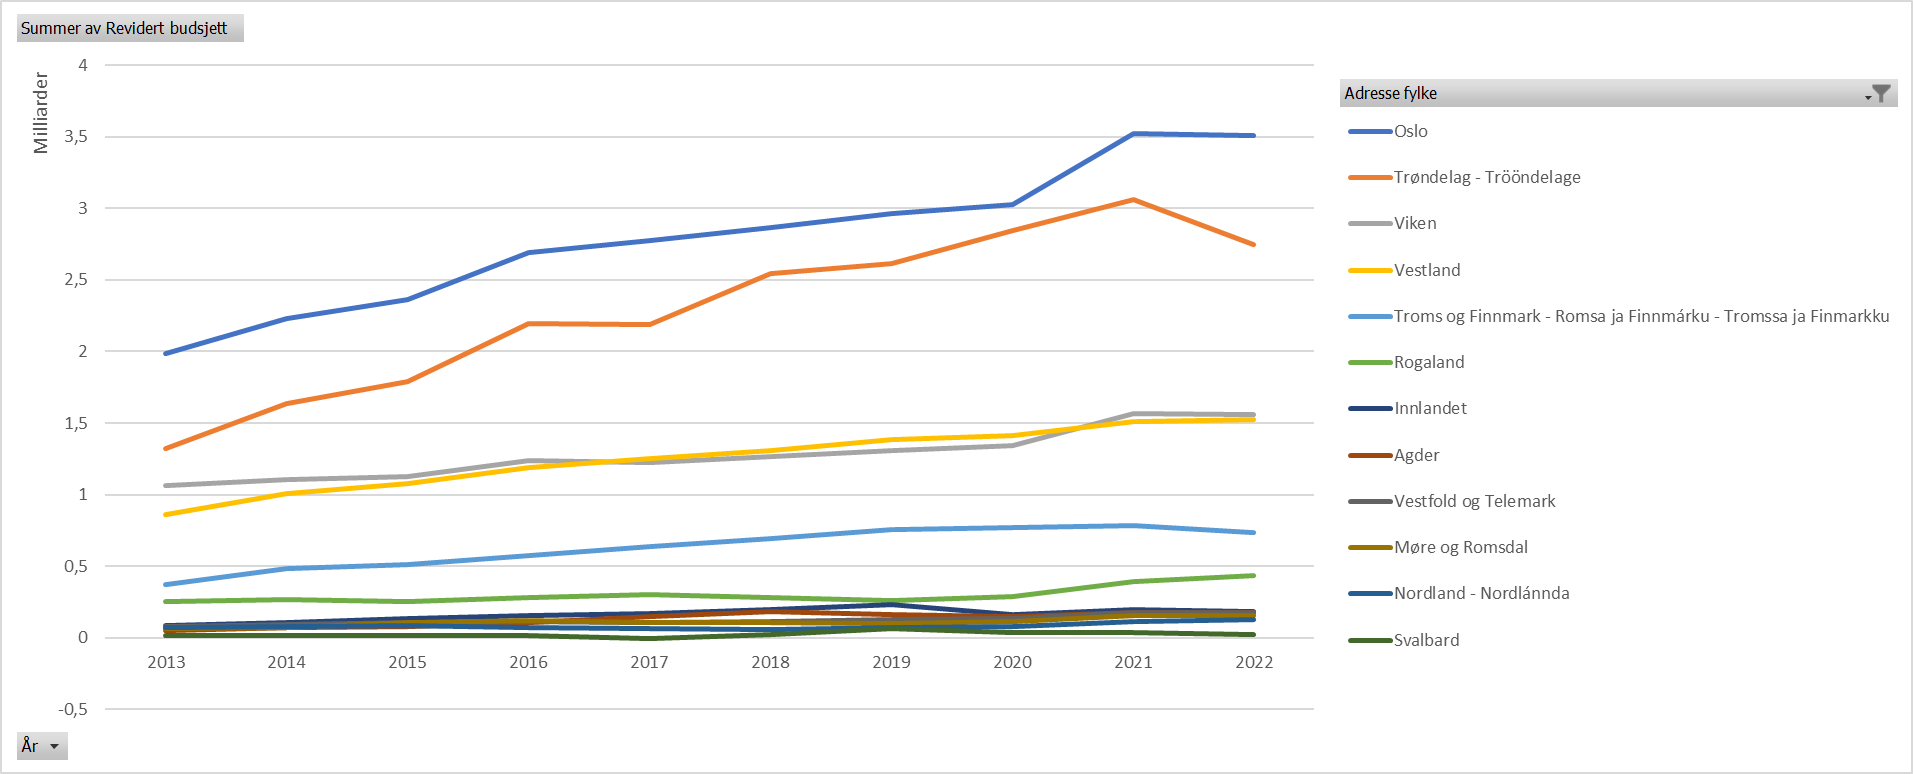 Summer av Revidert budsjett
Milliarder
4
3,5
3
2,5
2
1,5
1
0,5
0
-0,5
2013 2014 2015 2016 2017 2018 2019 2020 2021 2022
År
Adresse fylke
Oslo
Trøndelag - Trööndelage
Viken
Vestland
Troms og Finnmark - Romsa ja Finnmárku - Tromssa ja Finmarkku
Rogaland
Innlandet
Agder
Vestfold og Telemark
Møre og Romsdal
Nordland - Nordlánnda
Svalbard